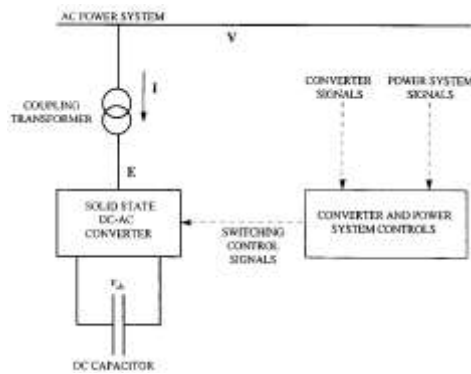 AC POWER SYSTEM
V
I
CONVERTER
SIGNALS
POWER SYSTEM
SIGNALS
COUPLING
TRANSFORMER
E
SOLID STATE
DC-AC
CONVERTER
CONVERTER AND POWER
SYSTEM CONTROLS
SWITCHING
CONTROL
SIGNALS
DC CAPACITOR